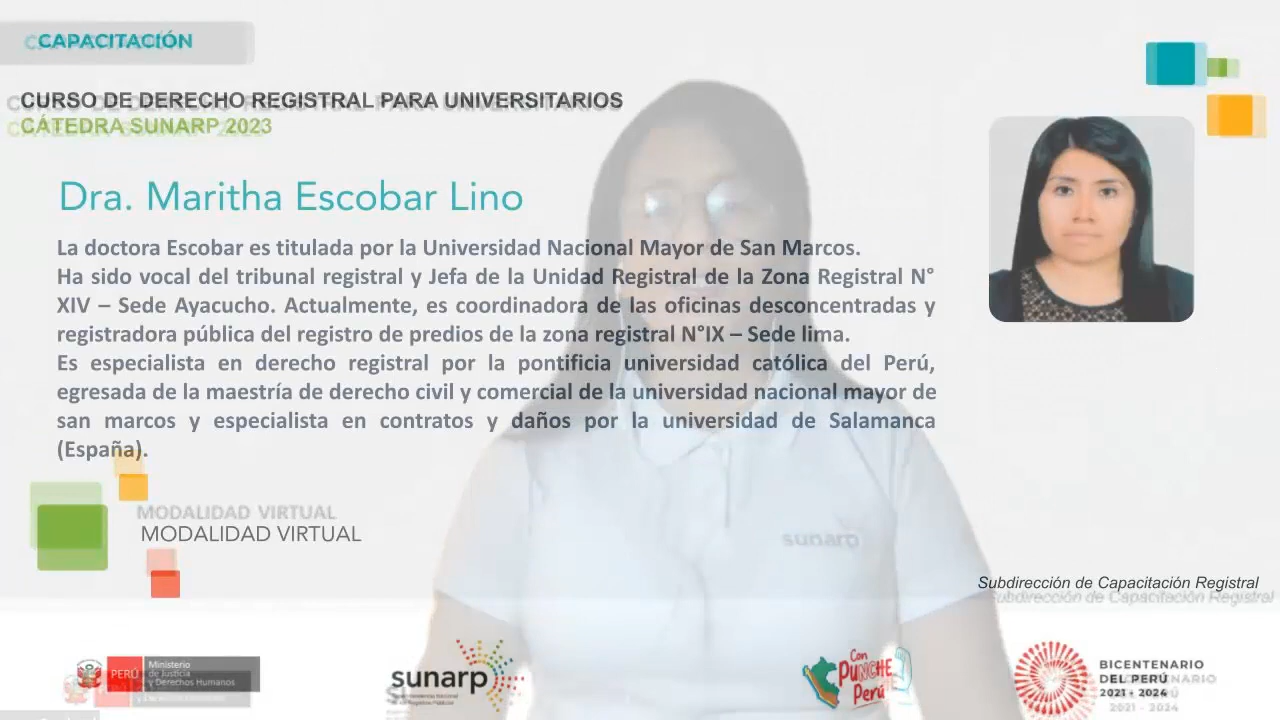 CAPACITACIÓN
CURSO DE DERECHO REGISTRAL PARA UNIVERSITARIOS
CÁTEDRA SUNARP 2023
Dra. Maritha Escobar Lino
La doctora Escobar es titulada por la Universidad Nacional Mayor de San Marcos.
Ha sido vocal del tribunal registral y Jefa de la Unidad Registral de la Zona Registral N°
XIV – Sede Ayacucho. Actualmente, es coordinadora de las oficinas desconcentradas y
registradora pública del registro de predios de la zona registral N°IX – Sede lima.
Es especialista en derecho registral por la pontificia universidad católica del Perú,
egresada de la maestría de derecho civil y comercial de la universidad nacional mayor de
san marcos y especialista en contratos y daños por la universidad de Salamanca
(España).
MODALIDAD VIRTUAL
MODALIDAD VIRTUAL
sunarp
Subdirección de Capacitación Registral
Subdirección de Capacitación Registral
PERÚ
Ministerio
de Justicia
y Derechos Humanos
sunarp
Con
PUNCHE
Perú
BICENTENARIO
DEL PERÚ
2021 - 2024
2021 - 2024